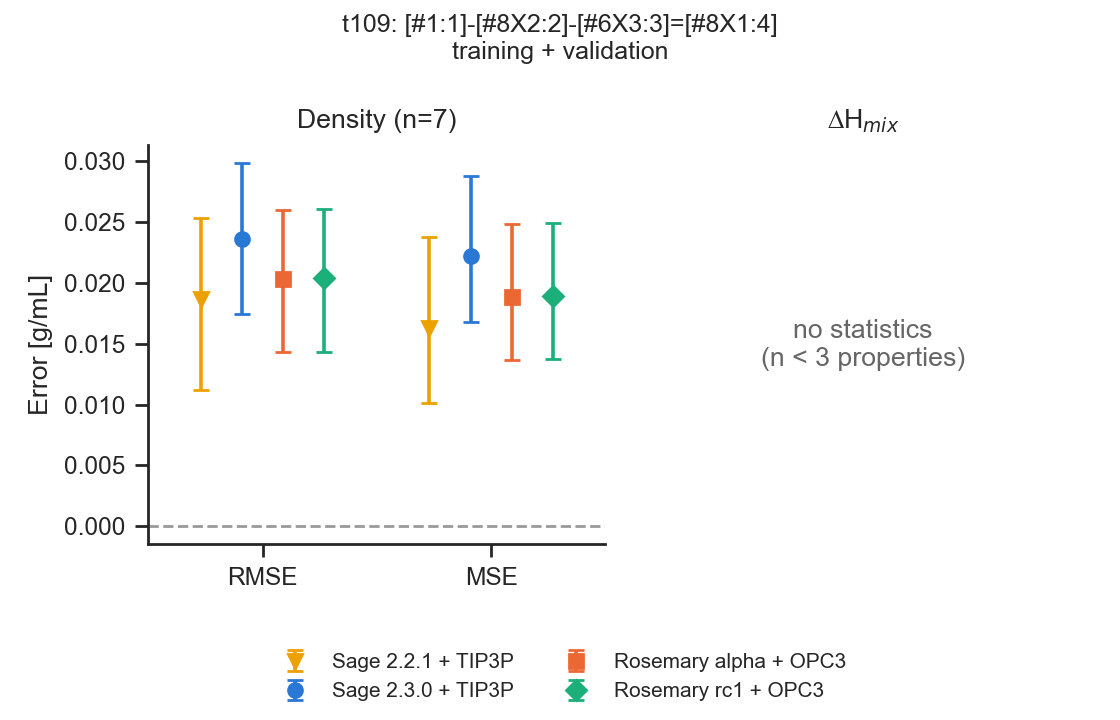 t109: [#1:1]-[#8X2:2]-[#6X3:3]=[#8X1:4]
training + validation
Density (n=7)
ΔHmix
0.030
0.025
0.020
0.015
0.010
0.005
0.000
Error [g/mL]
RMSE
MSE
no statistics
(n < 3 properties)
Sage 2.2.1 + TIP3P
Sage 2.3.0 + TIP3P
Rosemary alpha + OPC3
Rosemary rc1 + OPC3